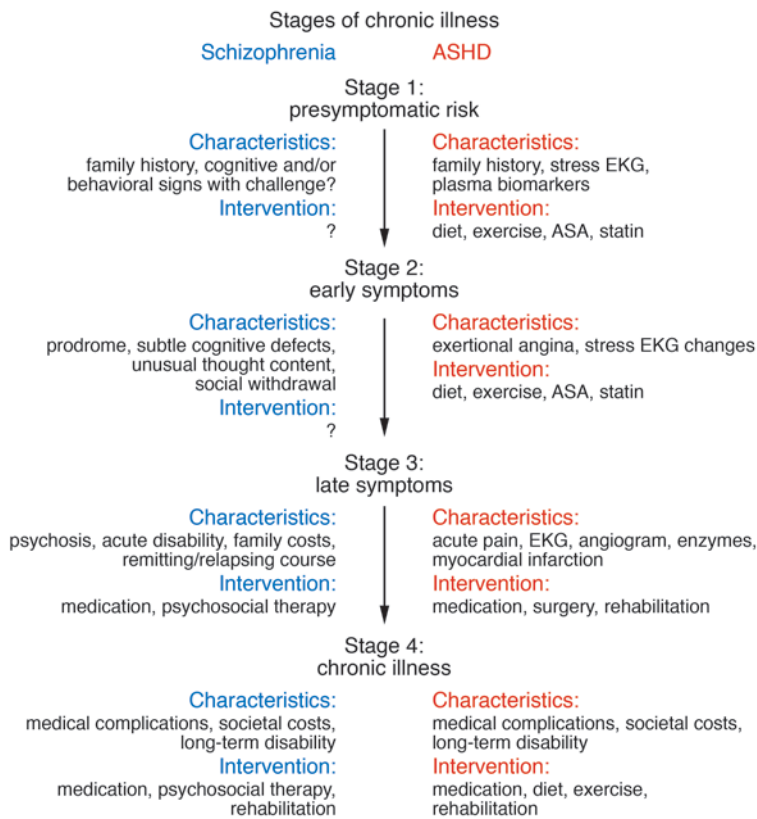 Stages of chronic illness
Schizophrenia ASHD
Stage 1:
presymptomatic risk
Characteristics:
family history, cognitive and/or
behavioral signs with challenge?
Intervention:
?
Characteristics:
family history, stress EKG,
plasma biomarkers
Intervention:
diet, exercise, ASA, statin
Stage 2:
early symptoms
Characteristics:
prodrome, subtle cognitive defects,
unusual thought content,
social withdrawal
Intervention:
?
Characteristics:
exertional angina, stress EKG changes
Intervention:
diet, exercise, ASA, statin
Stage 3:
late symptoms
Characteristics:
psychosis, acute disability, family costs,
remitting/relapsing course
Intervention:
medication, psychosocial therapy
Characteristics:
acute pain, EKG, angiogram, enzymes,
myocardial infarction
Intervention:
medication, surgery, rehabilitation
Stage 4:
chronic illness
Characteristics:
medical complications, societal costs,
long-term disability
Intervention:
medication, psychosocial therapy,
rehabilitation
Characteristics:
medical complications, societal costs,
long-term disability
Intervention:
medication, diet, exercise,
rehabilitation